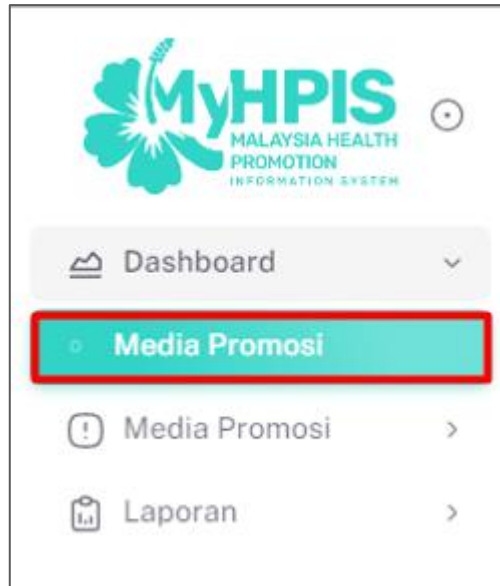 MyHPIS
MALAYSIA HEALTH
PROMOTION
INFORMATION SYSTEM
Dashboard
Media Promosi
Media Promosi
Laporan